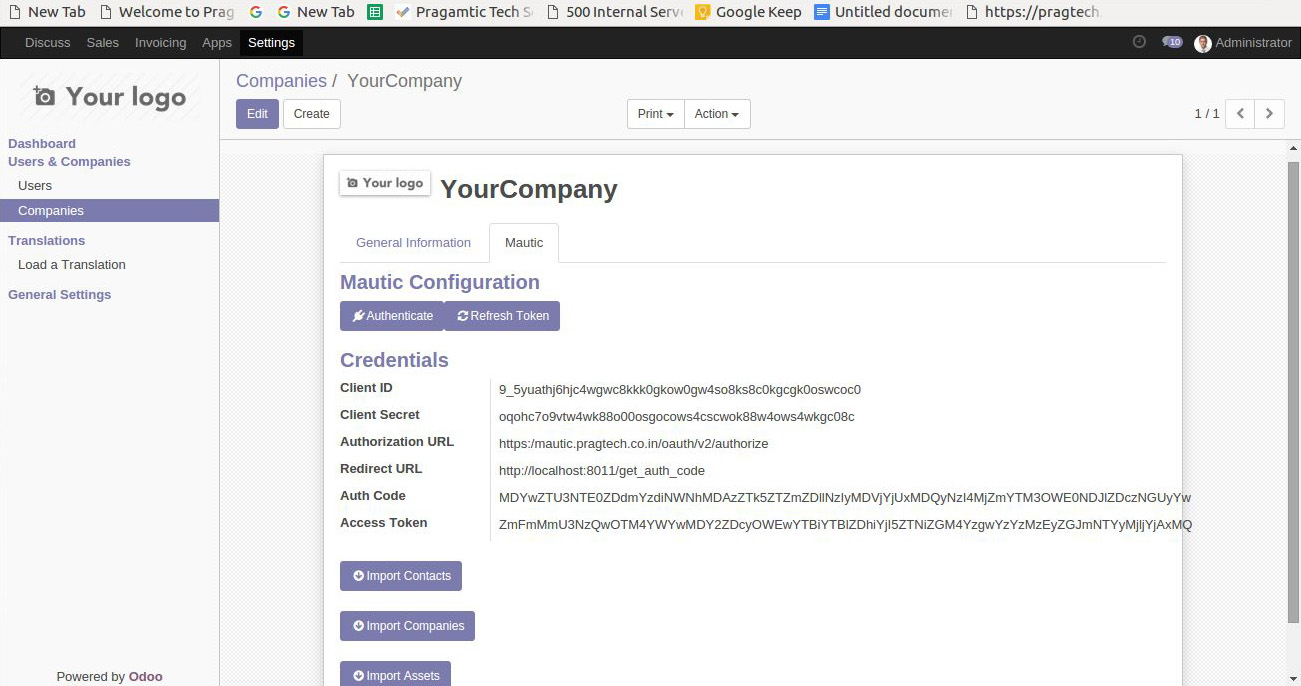 New Tab Welcome to Prag New Tab Pragamtic Tech S 500 Internal Serv Google Keep Untitled docume https://pragtech.
Discuss Sales Invoicing Apps Settings 10 Administrator
Your logo
Companies / YourCompany
Edit Create Print Action 1 / 1
Dashboard
Users & Companies
Users
Companies
Translations
Load a Translation
General Settings
Your logo YourCompany
General Information Mautic
Mautic Configuration
Authenticate Refresh Token
Credentials
Client ID 9_5yuathj6hjc4wgwc8kkk0gkow0gw4so8ks8c0kgcgk0oswcoc0
Client Secret oqohc7o9vtw4wk88o00osgocows4cscwok88w4ows4wkgc08c
Authorization URL https:/mautic.pragtech.co.in/oauth/v2/authorize
Redirect URL http://localhost:8011/get_auth_code
Auth Code MDYwZTU3NTE0ZDdmYzdiNWNhMDAzZTk5ZTZmZDllNzIyMDVjYjUxMDQyNzI4MjZmYTM3OWE0NDJlZDczNGUyYw
Access Token ZmFmMmU3NzQwOTM4YWYwMDY2ZDcyOWEwYTBiYTBlZDhiYjI5ZTNiZGM4YzgwYzYzMzEyZGJmNTYyMjljYjAxMQ
Import Contacts
Import Companies
Import Assets
Powered by Odoo